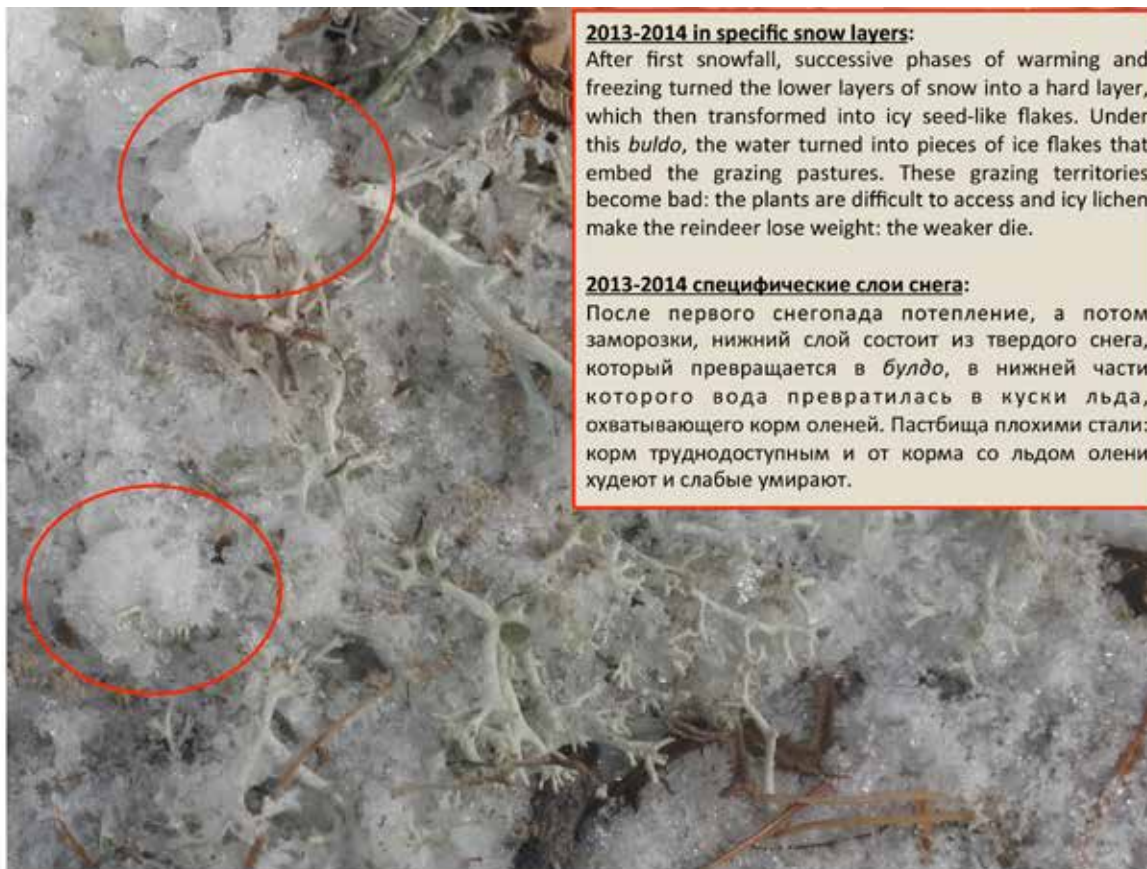 2013-2014 in specific snow layers:
After first snowfall, successive phases of warming and
freezing turned the lower layers of snow into a hard layer,
which then transformed into icy seed-like flakes. Under
this buldo, the water turned into pieces of ice flakes that
embed the grazing pastures. These grazing territories
become bad: the plants are difficult to access and icy lichen
make the reindeer lose weight: the weaker die.
2013-2014 специфические слои снега:
После первого снегопада потепление, а потом
заморозки, нижний слой состоит из твердого снега,
который превращается в булдо, в нижней части
которого вода превратилась в куски льда,
охватывающего корм оленей. Пастбища плохими стали:
корм труднодоступным и от корма со льдом олени
худеют и слабые умирают.